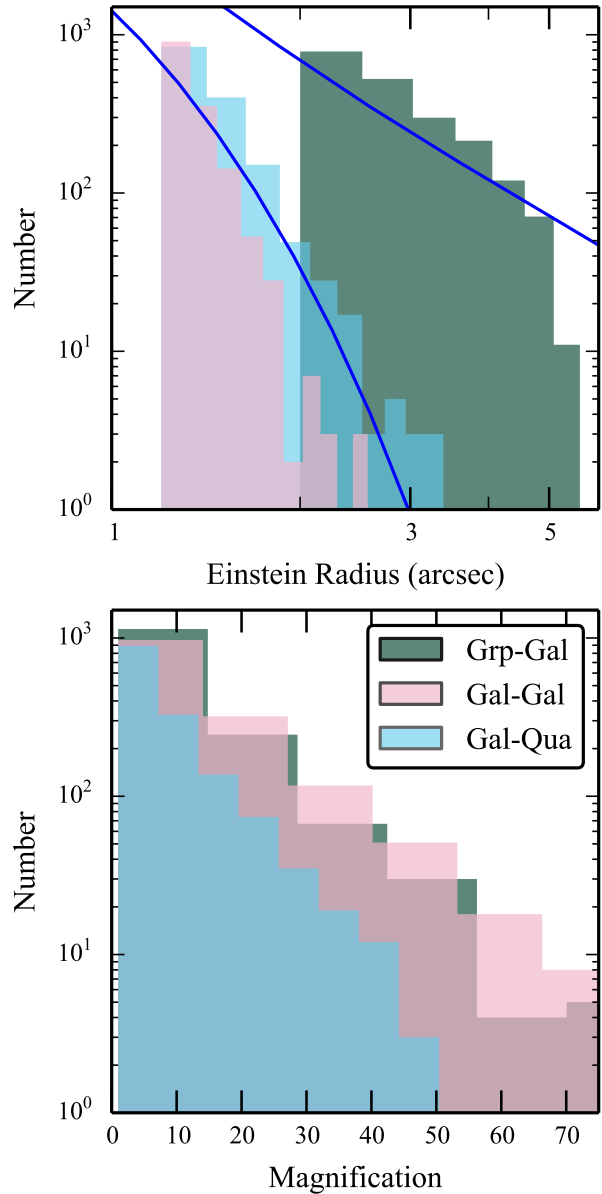 10³
10²
10¹
10⁰
Number
1 3 5
Einstein Radius (arcsec)
10³
10²
10¹
10⁰
Number
Grp-Gal
Gal-Gal
Gal-Qua
0 10 20 30 40 50 60 70
Magnification